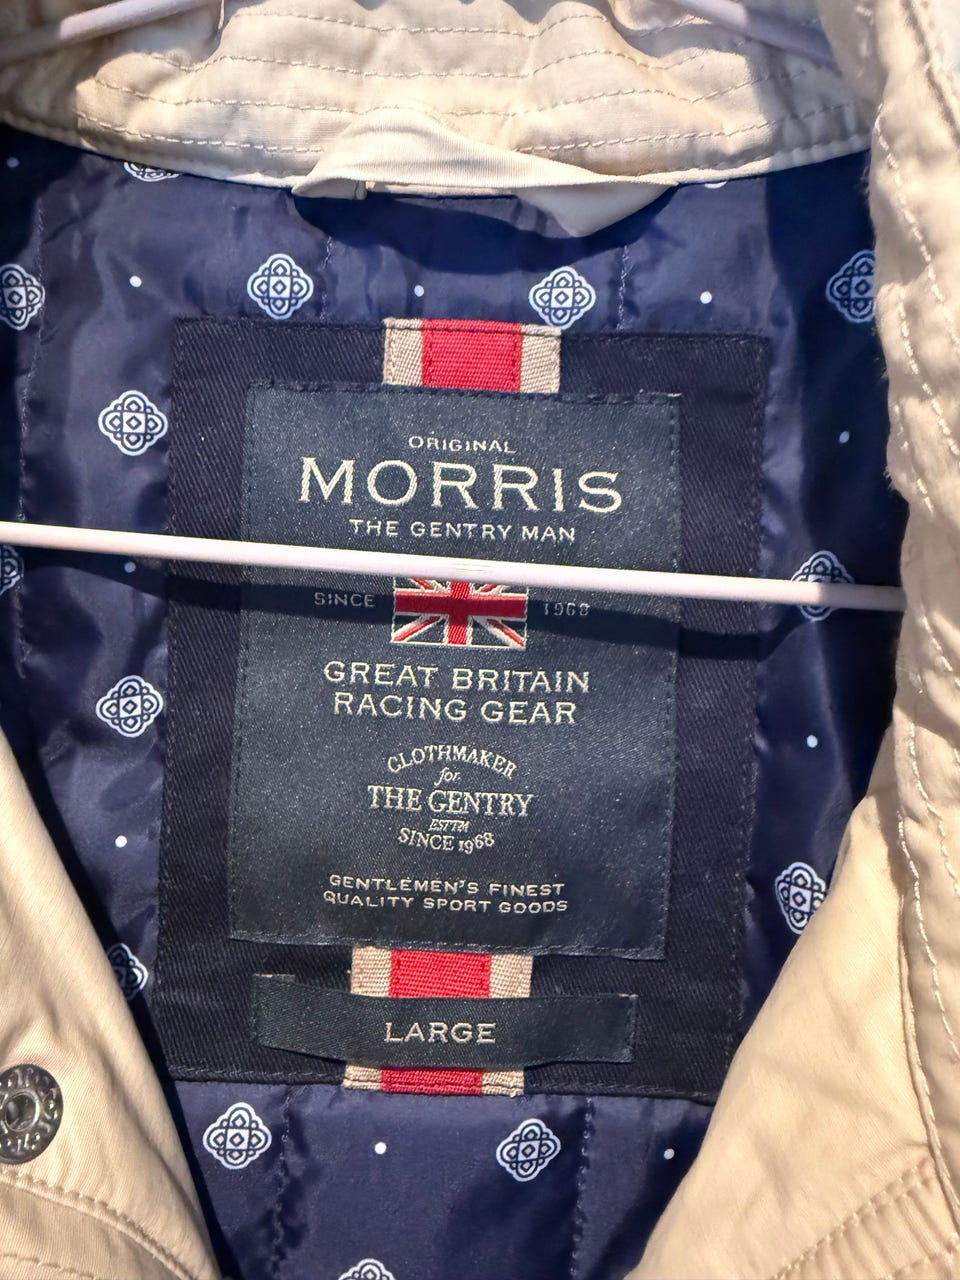 ORIGINAL
MORRIS
THE GENTRY MAN
SINCE 1968
GREAT BRITAIN
RACING GEAR
CLOTHMAKER
for
THE GENTRY
ESTTM
SINCE 1968
GENTLEMEN'S FINEST
QUALITY SPORT GOODS
LARGE